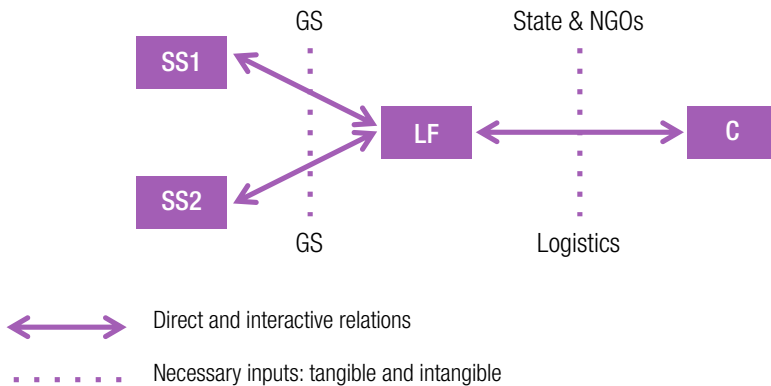 GS
State & NGOs
SS1
LF
C
SS2
GS
Logistics
Direct and interactive relations
Necessary inputs: tangible and intangible